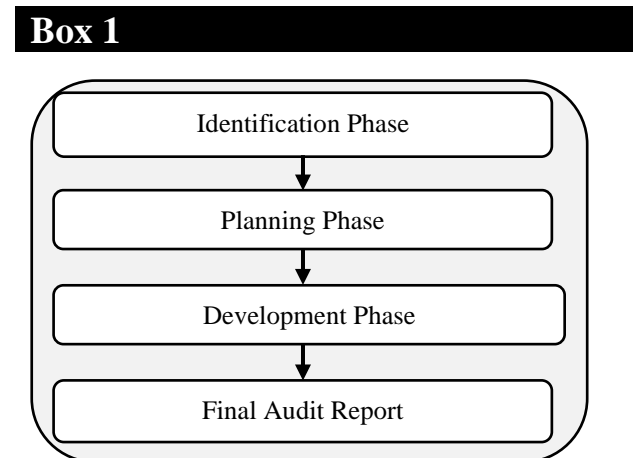 Box 1
Identification Phase
Planning Phase
Development Phase
Final Audit Report